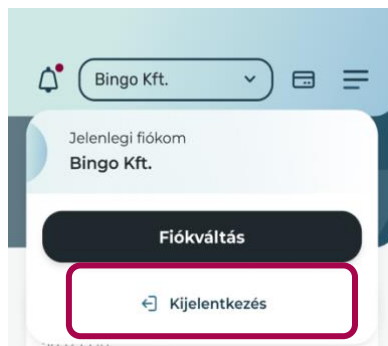 Bingo Kft.
Jelenlegi fiókom
Bingo Kft.
Fiókváltás
Kijelentkezés